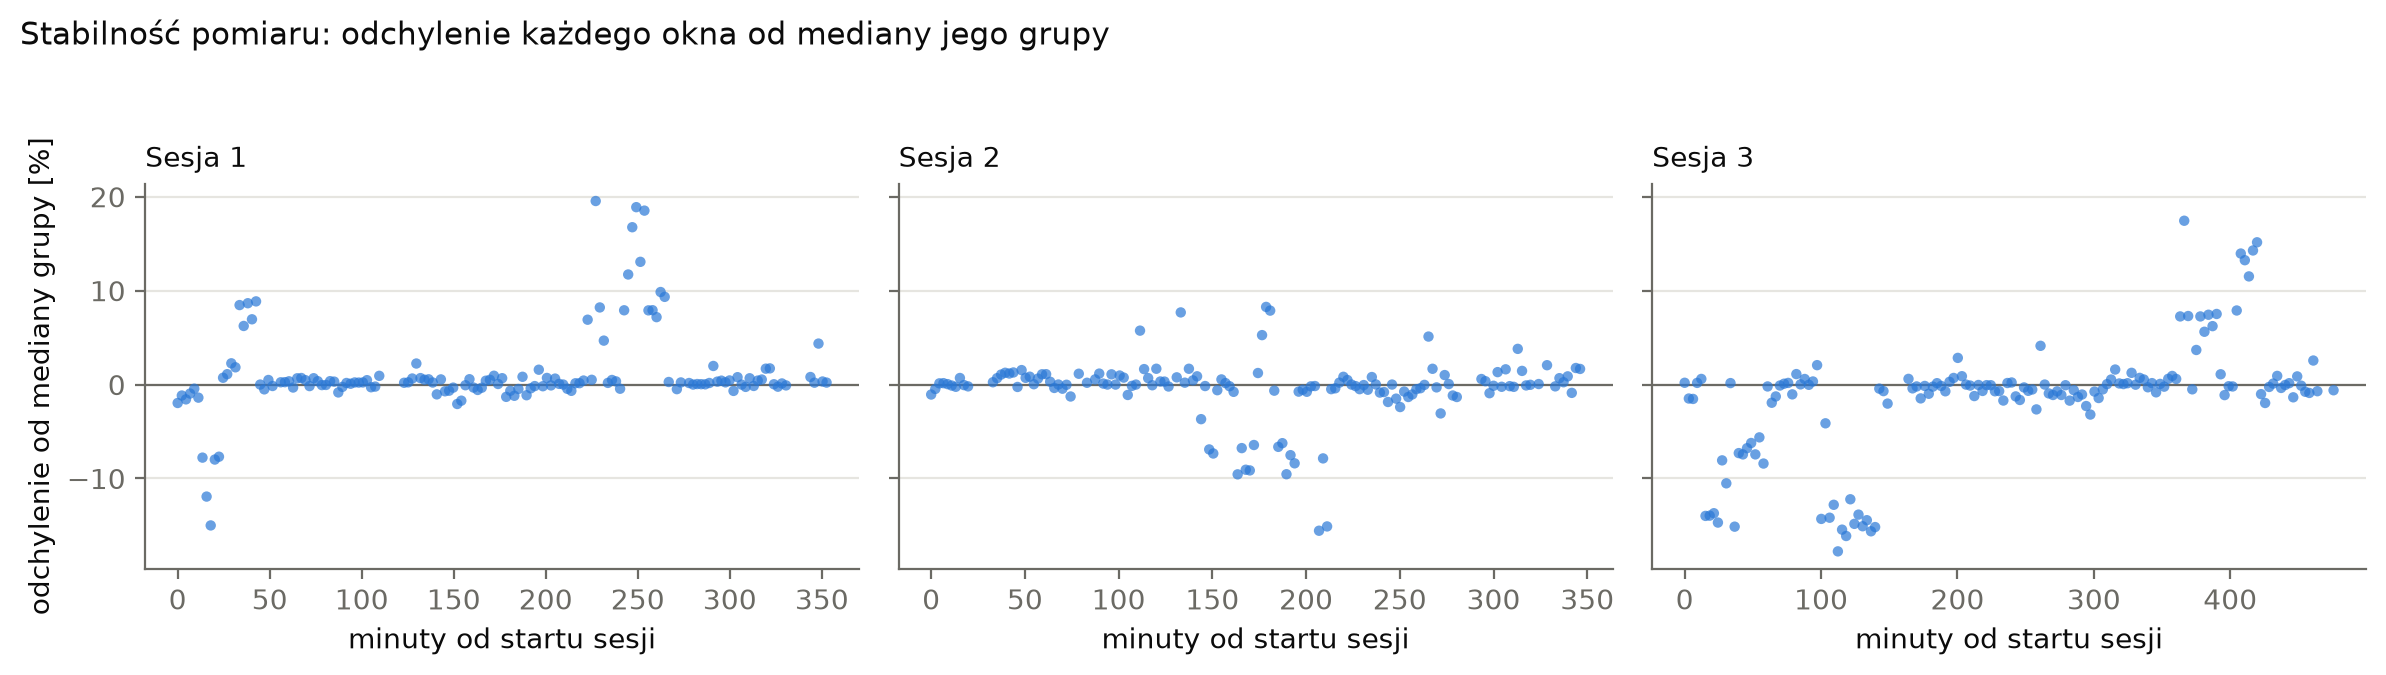 Stabilność pomiaru: odchylenie każdego okna od mediany jego grupy
Sesja 1
Sesja 2
Sesja 3
odchylenie od mediany grupy [%]
20
10
0
−10
0 50 100 150 200 250 300 350
0 50 100 150 200 250 300 350
0 100 200 300 400
minuty od startu sesji
minuty od startu sesji
minuty od startu sesji